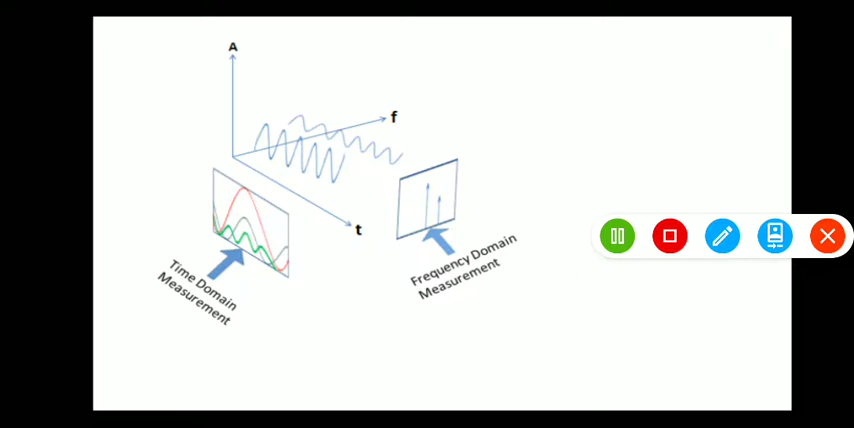 A
f
t
Time Domain
Measurement
Frequency Domain
Measurement